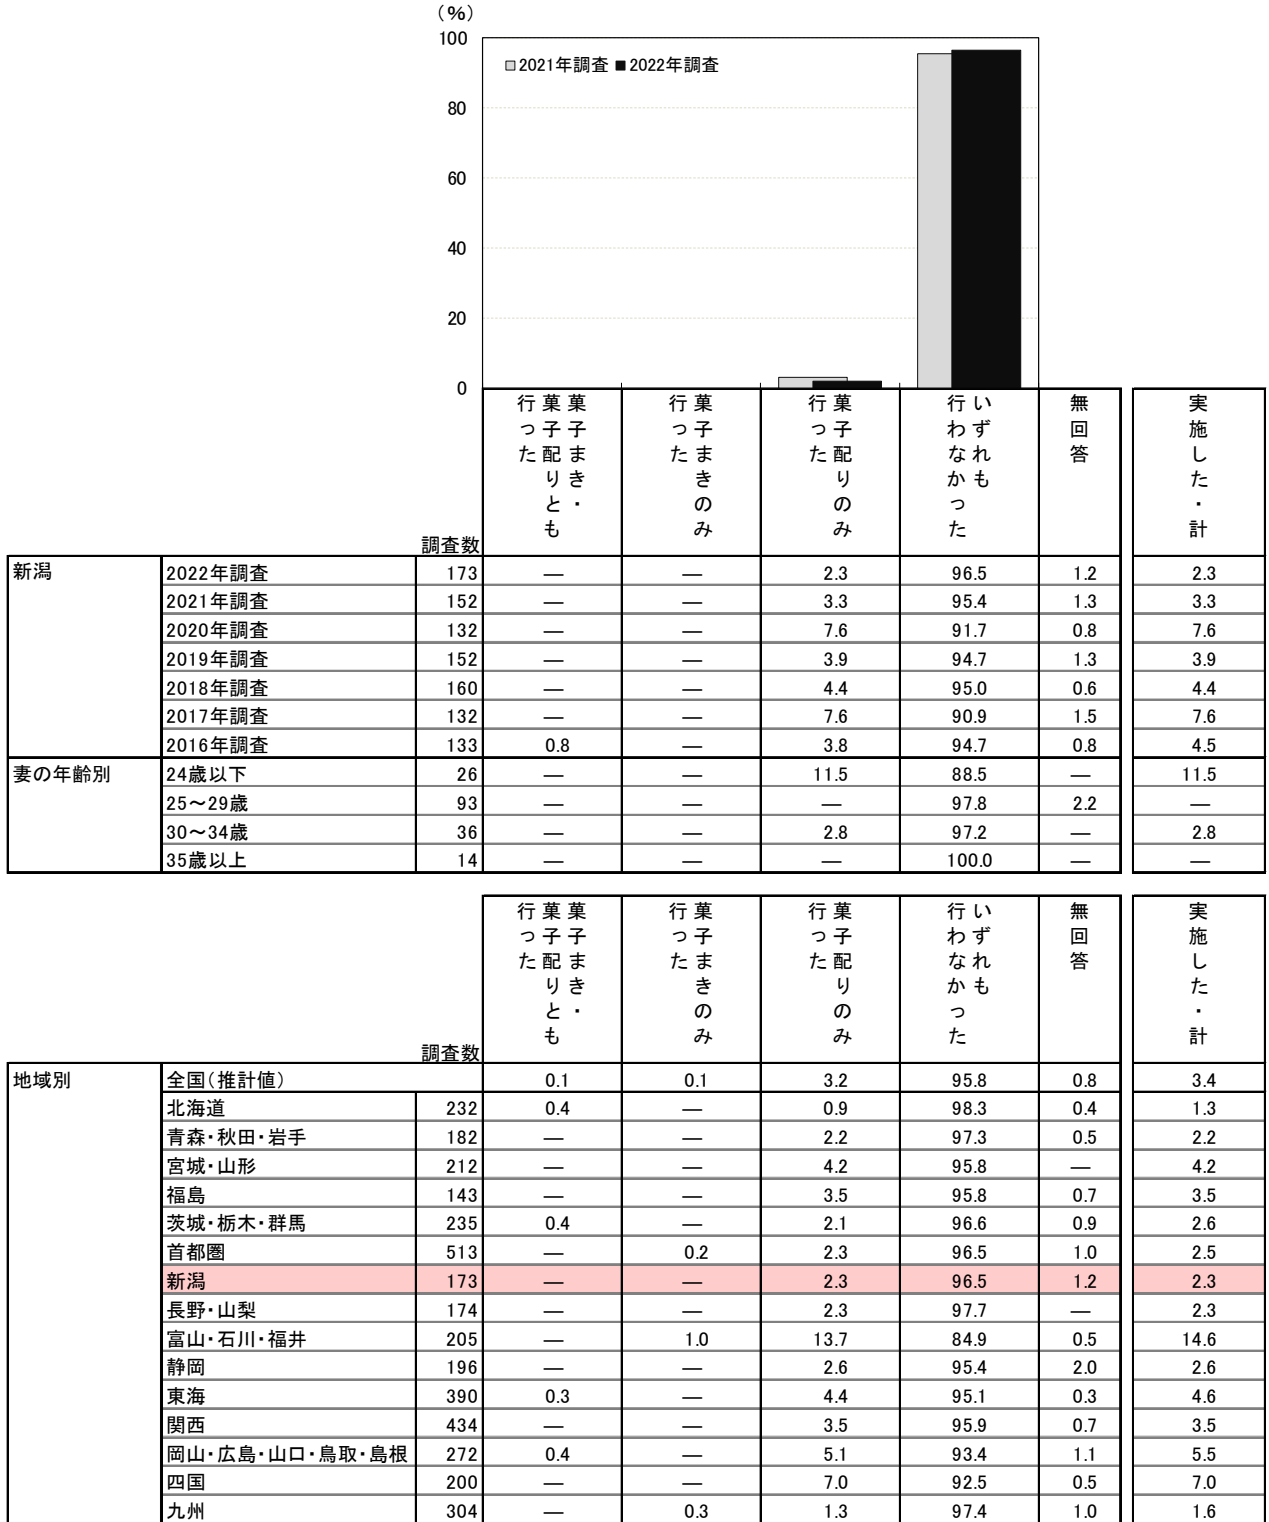 (%)
100
□2021年調査 ■2022年調査
80
60
40
20
0
調査数 菓子まき・菓子配りとも行った 菓子まきのみ行った 菓子配りのみ行った いずれも行わなかった 無回答 実施した・計
新潟 2022年調査 173 — — 2.3 96.5 1.2 2.3
2021年調査 152 — — 3.3 95.4 1.3 3.3
2020年調査 132 — — 7.6 91.7 0.8 7.6
2019年調査 152 — — 3.9 94.7 1.3 3.9
2018年調査 160 — — 4.4 95.0 0.6 4.4
2017年調査 132 — — 7.6 90.9 1.5 7.6
2016年調査 133 0.8 — 3.8 94.7 0.8 4.5
妻の年齢別 24歳以下 26 — — 11.5 88.5 — 11.5
25～29歳 93 — — — 97.8 2.2 —
30～34歳 36 — — 2.8 97.2 — 2.8
35歳以上 14 — — — 100.0 — —
調査数 菓子まき・菓子配りとも行った 菓子まきのみ行った 菓子配りのみ行った いずれも行わなかった 無回答 実施した・計
地域別 全国(推計値) 0.1 0.1 3.2 95.8 0.8 3.4
北海道 232 0.4 — 0.9 98.3 0.4 1.3
青森・秋田・岩手 182 — — 2.2 97.3 0.5 2.2
宮城・山形 212 — — 4.2 95.8 — 4.2
福島 143 — — 3.5 95.8 0.7 3.5
茨城・栃木・群馬 235 0.4 — 2.1 96.6 0.9 2.6
首都圏 513 — 0.2 2.3 96.5 1.0 2.5
新潟 173 — — 2.3 96.5 1.2 2.3
長野・山梨 174 — — 2.3 97.7 — 2.3
富山・石川・福井 205 — 1.0 13.7 84.9 0.5 14.6
静岡 196 — — 2.6 95.4 2.0 2.6
東海 390 0.3 — 4.4 95.1 0.3 4.6
関西 434 — — 3.5 95.9 0.7 3.5
岡山・広島・山口・鳥取・島根 272 0.4 — 5.1 93.4 1.1 5.5
四国 200 — — 7.0 92.5 0.5 7.0
九州 304 — 0.3 1.3 97.4 1.0 1.6